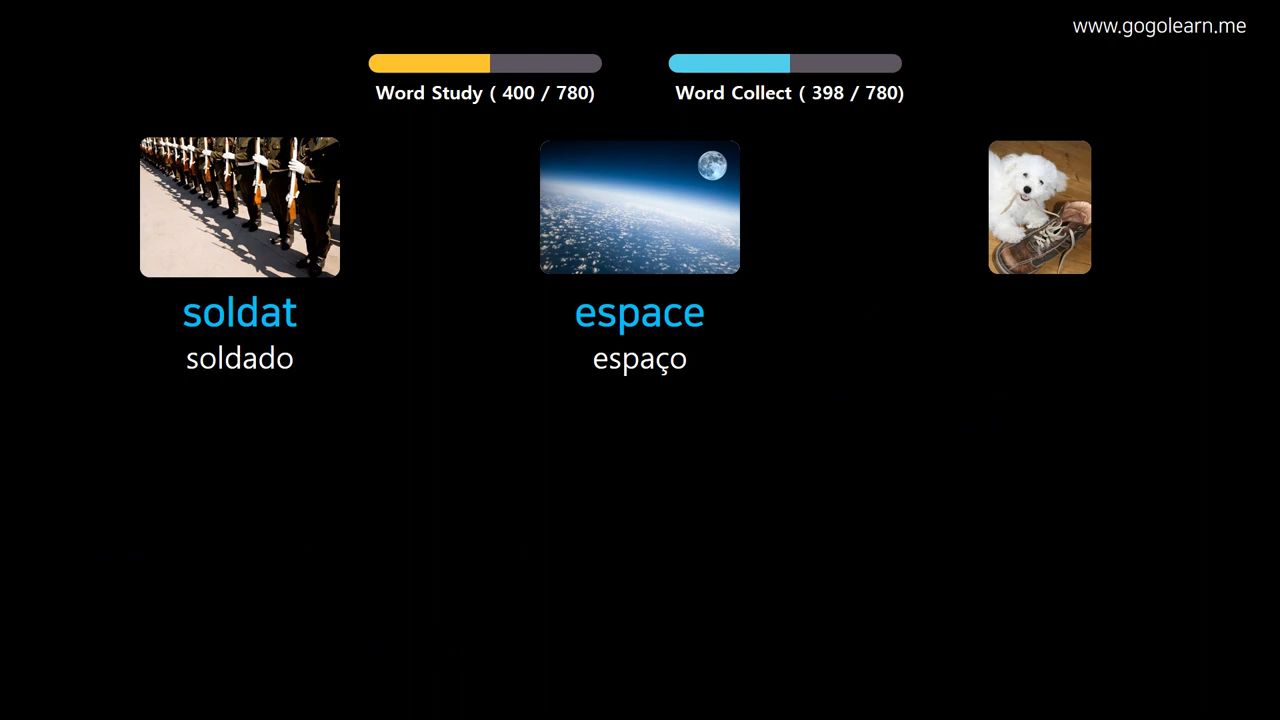 www.gogolearn.me
Word Study ( 400 / 780)
Word Collect ( 398 / 780)
soldat
soldado
espace
espaço